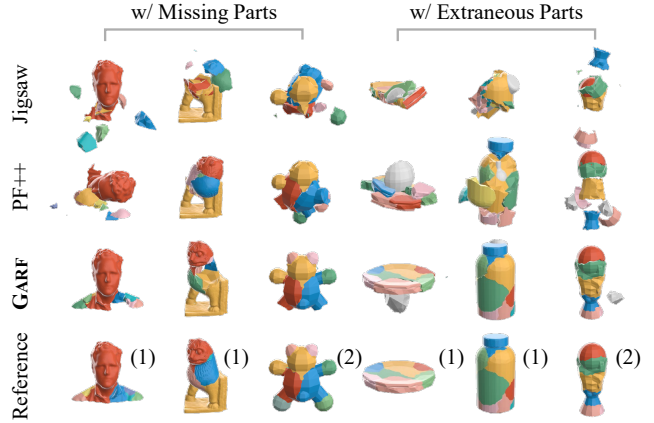 w/ Missing Parts w/ Extraneous Parts
Jigsaw
PF++
GARF
Reference (1) (1) (2) (1) (1) (2)